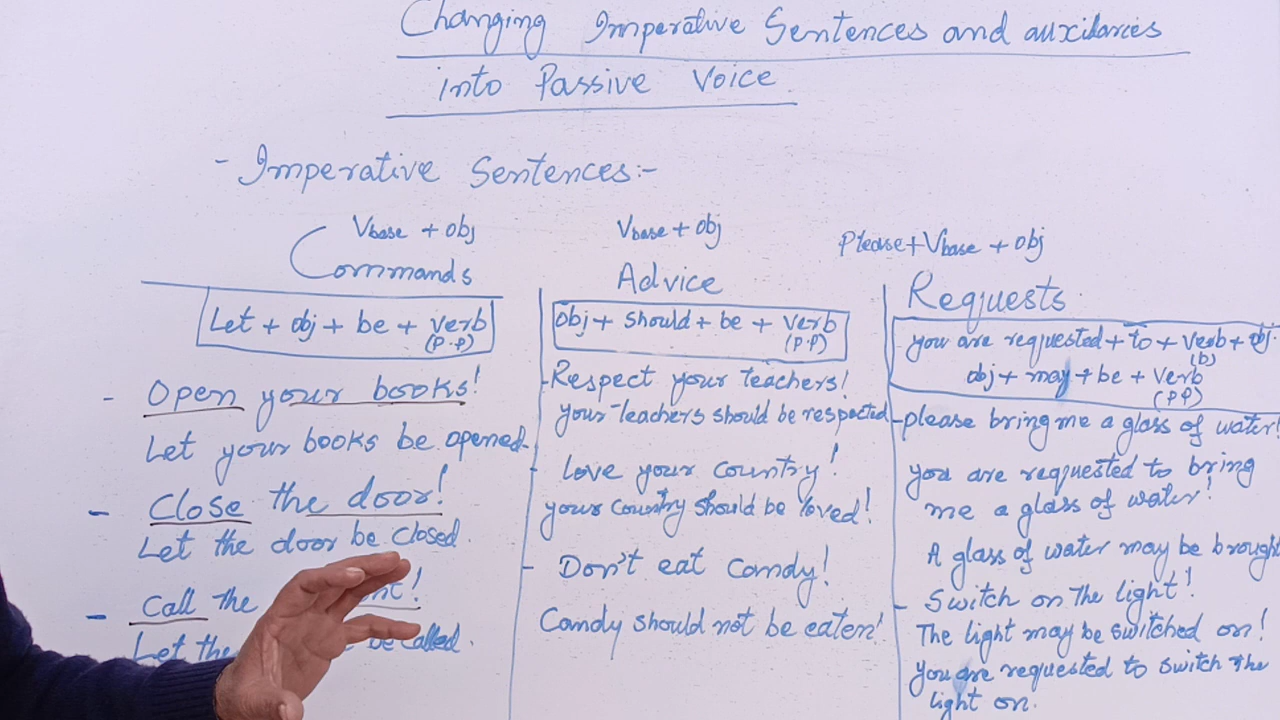 Changing Imperative Sentences and auxilaries
into Passive Voice.
- Imperative Sentences:-
Vbase + obj
Commands
Let + obj + be + verb
(P.P)
- Open your books!
Let your books be opened.
- Close the door!
Let the door be closed.
- Call the
Let the be called.
Vbase + obj
Advice
obj + should + be + verb
(P.P)
- Respect your teachers!
your teachers should be respected
- love your country!
your country should be loved!
- Don't eat candy!
Candy should not be eaten!
Please + Vbase + obj
Requests
you are requested + to + verb + obj.
(b)
obj + may + be + verb
(PP)
- please bring me a glass of water!
you are requested to bring
me a glass of water!
A glass of water may be brought
- Switch on the light!
The light may be switched on!
you are requested to switch the
light on.